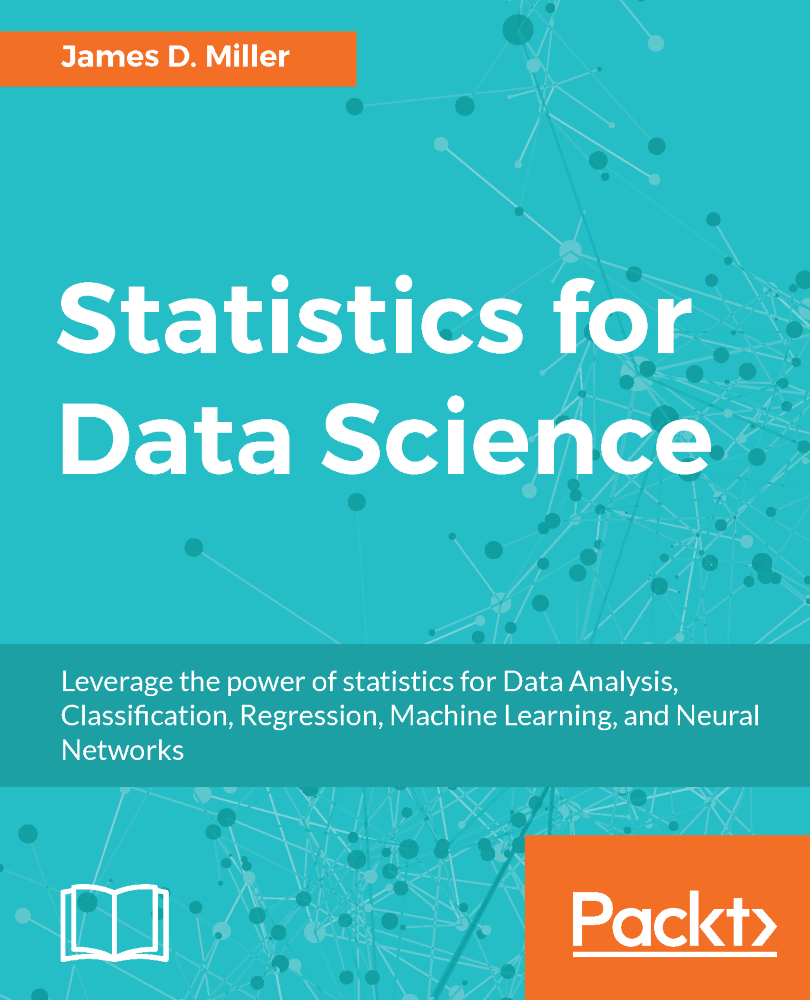 James D. Miller
Statistics for
Data Science
Leverage the power of statistics for Data Analysis,
Classification, Regression, Machine Learning, and Neural
Networks
Packt